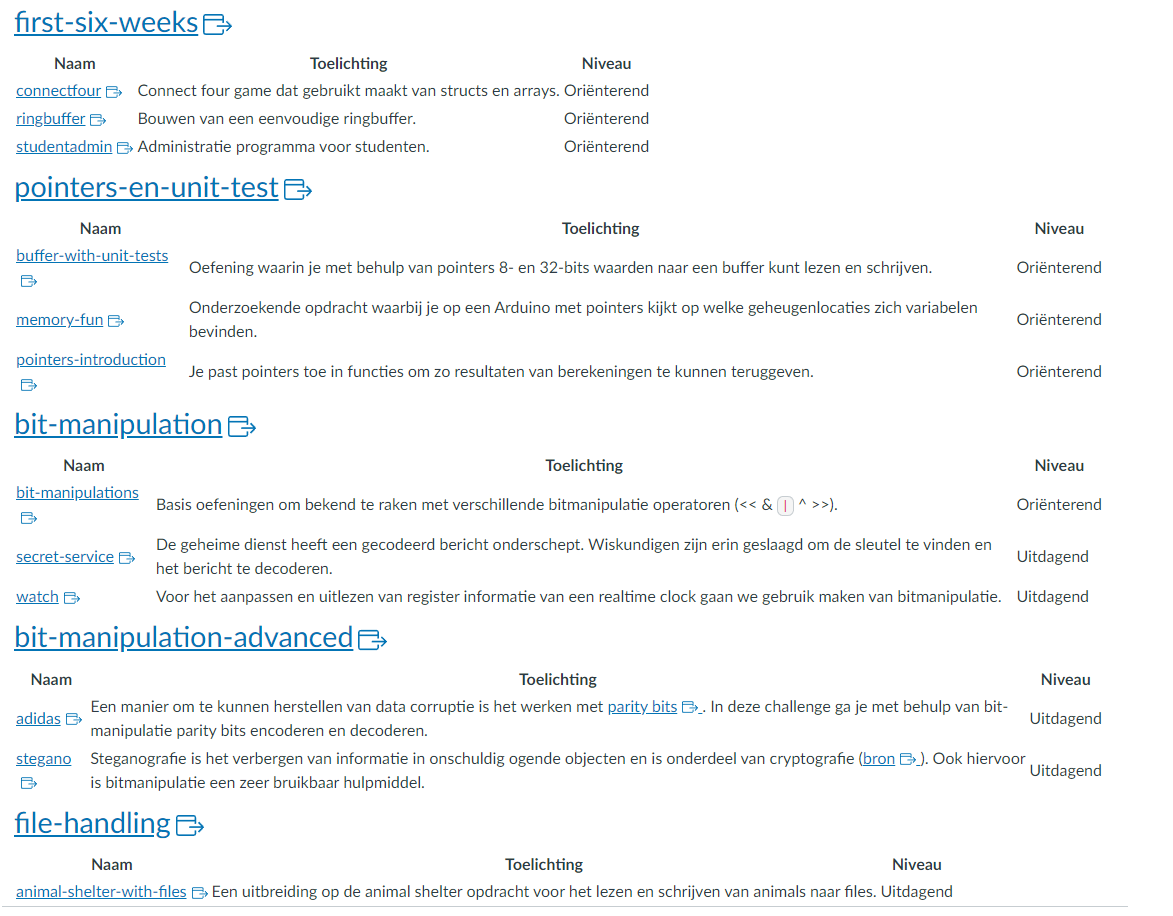 first-six-weeks
Naam Toelichting Niveau
connectfour Connect four game dat gebruikt maakt van structs en arrays. Oriënterend
ringbuffer Bouwen van een eenvoudige ringbuffer. Oriënterend
studentadmin Administratie programma voor studenten. Oriënterend
pointers-en-unit-test
Naam Toelichting Niveau
buffer-with-unit-tests Oefening waarin je met behulp van pointers 8- en 32-bits waarden naar een buffer kunt lezen en schrijven. Oriënterend
memory-fun Onderzoekende opdracht waarbij je op een Arduino met pointers kijkt op welke geheugenlocaties zich variabelen
bevinden. Oriënterend
pointers-introduction Je past pointers toe in functies om zo resultaten van berekeningen te kunnen teruggeven. Oriënterend
bit-manipulation
Naam Toelichting Niveau
bit-manipulations Basis oefeningen om bekend te raken met verschillende bitmanipulatie operatoren (<< & | ^ >>). Oriënterend
secret-service De geheime dienst heeft een gecodeerd bericht onderschept. Wiskundigen zijn erin geslaagd om de sleutel te vinden en
het bericht te decoderen. Uitdagend
watch Voor het aanpassen en uitlezen van register informatie van een realtime clock gaan we gebruik maken van bitmanipulatie. Uitdagend
bit-manipulation-advanced
Naam Toelichting Niveau
adidas Een manier om te kunnen herstellen van data corruptie is het werken met parity bits . In deze challenge ga je met behulp van bit-
manipulatie parity bits encoderen en decoderen. Uitdagend
stegano Steganografie is het verbergen van informatie in onschuldig ogende objecten en is onderdeel van cryptografie (bron ). Ook hiervoor
is bitmanipulatie een zeer bruikbaar hulpmiddel. Uitdagend
file-handling
Naam Toelichting Niveau
animal-shelter-with-files Een uitbreiding op de animal shelter opdracht voor het lezen en schrijven van animals naar files. Uitdagend